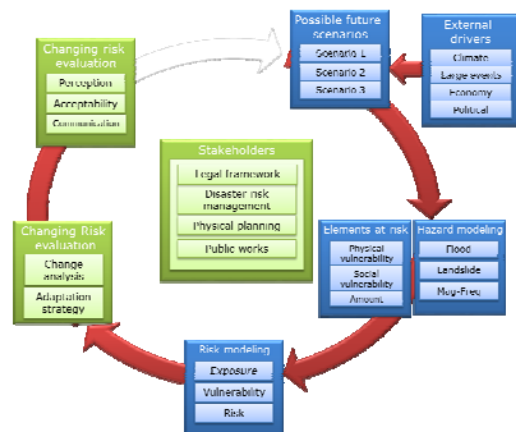 Possible future
scenarios
Scenario 1
Scenario 2
Scenario 3
External
drivers
Climate
Large events
Economy
Political
Changing risk
evaluation
Perception
Acceptability
Communication
Stakeholders
Legal framework
Disaster risk
management
Physical planning
Public works
Elements at risk
Physical
vulnerability
Social
vulnerability
Amount
Hazard modeling
Flood
Landslide
Mag-Freq
Changing Risk
evaluation
Change
analysis
Adaptation
strategy
Risk modeling
Exposure
Vulnerability
Risk